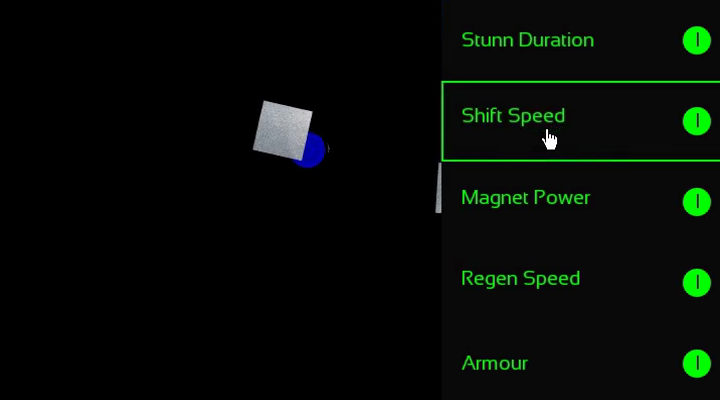 Stunn Duration
Shift Speed
Magnet Power
Regen Speed
Armour